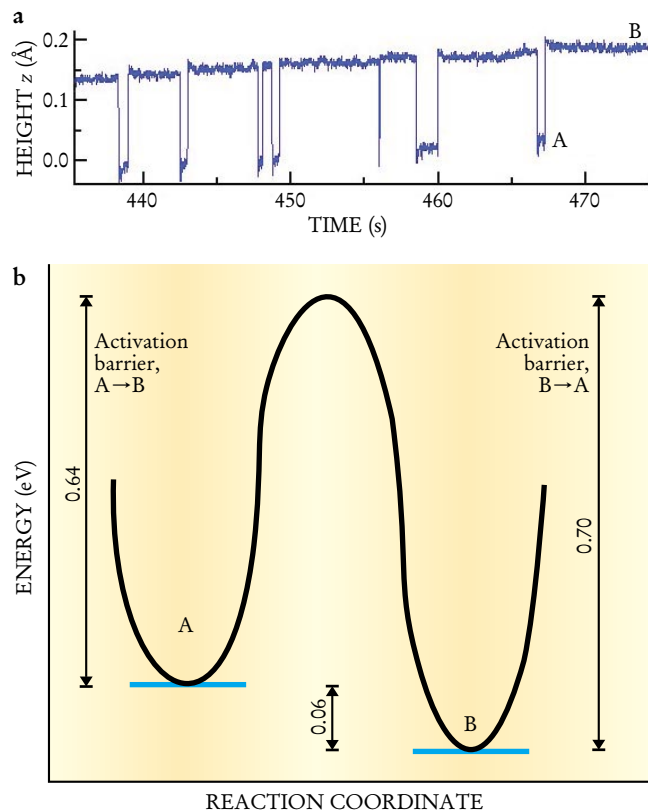 a
HEIGHT z (Å)
0.2
0.1
0.0
B
A
440
450
460
470
TIME (s)
b
ENERGY (eV)
Activation
barrier,
A→B
0.64
Activation
barrier,
B→A
0.70
A
0.06
B
REACTION COORDINATE